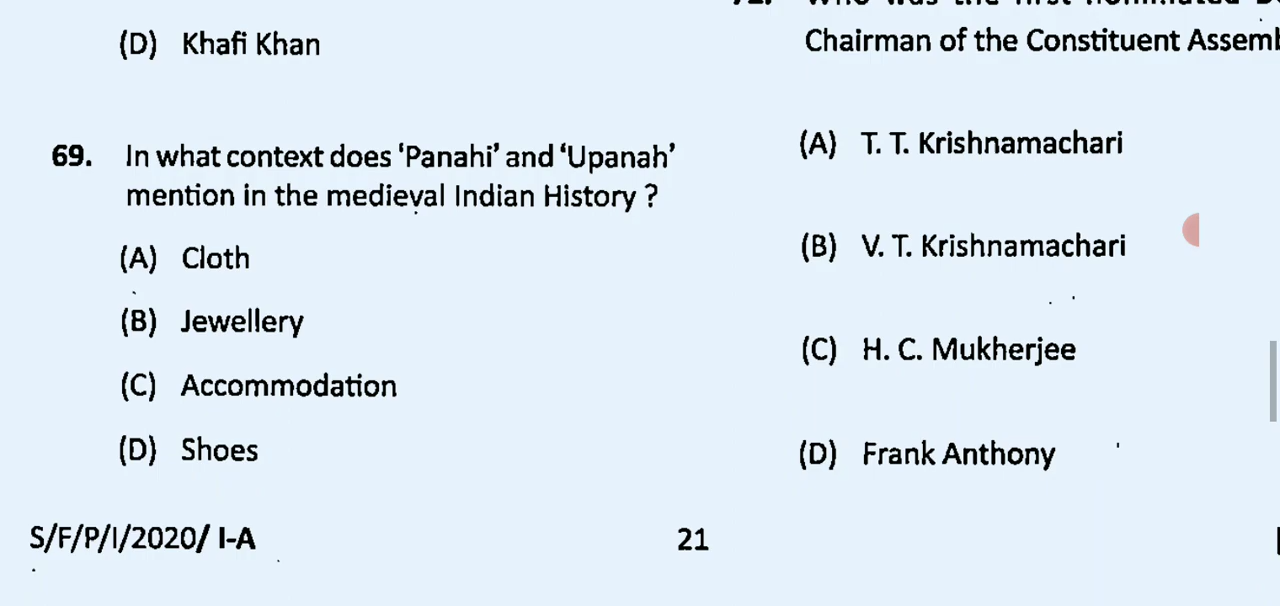 (D) Khafi Khan
69. In what context does ‘Panahi’ and ‘Upanah’
mention in the medieval Indian History ?
(A) Cloth
(B) Jewellery
(C) Accommodation
(D) Shoes
Chairman of the Constituent
(A) T. T. Krishnamachari
(B) V. T. Krishnamachari
(C) H. C. Mukherjee
(D) Frank Anthony
S/F/P/I/2020/ I-A
21